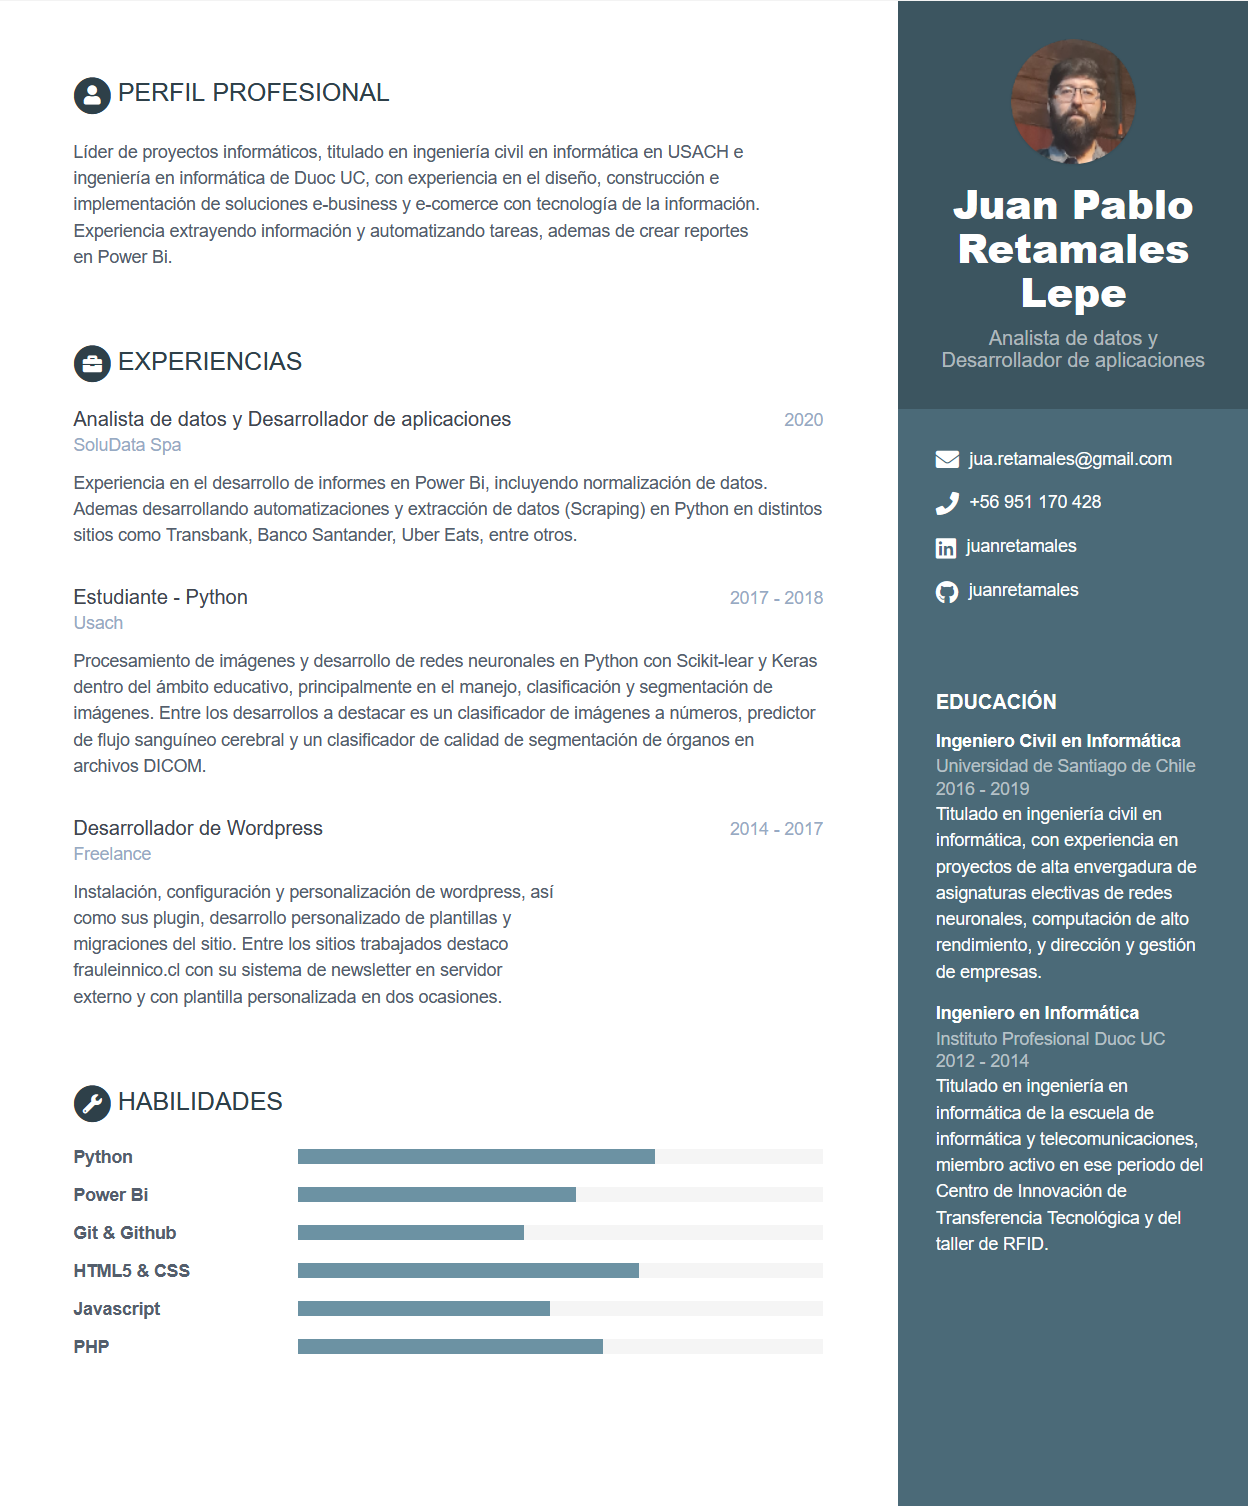 PERFIL PROFESIONAL
Líder de proyectos informáticos, titulado en ingeniería civil en informática en USACH e
ingeniería en informática de Duoc UC, con experiencia en el diseño, construcción e
implementación de soluciones e-business y e-comerce con tecnología de la información.
Experiencia extrayendo información y automatizando tareas, ademas de crear reportes
en Power Bi.
EXPERIENCIAS
Analista de datos y Desarrollador de aplicaciones 2020
SoluData Spa
Experiencia en el desarrollo de informes en Power Bi, incluyendo normalización de datos.
Ademas desarrollando automatizaciones y extracción de datos (Scraping) en Python en distintos
sitios como Transbank, Banco Santander, Uber Eats, entre otros.
Estudiante - Python 2017 - 2018
Usach
Procesamiento de imágenes y desarrollo de redes neuronales en Python con Scikit-lear y Keras
dentro del ámbito educativo, principalmente en el manejo, clasificación y segmentación de
imágenes. Entre los desarrollos a destacar es un clasificador de imágenes a números, predictor
de flujo sanguíneo cerebral y un clasificador de calidad de segmentación de órganos en
archivos DICOM.
Desarrollador de Wordpress 2014 - 2017
Freelance
Instalación, configuración y personalización de wordpress, así
como sus plugin, desarrollo personalizado de plantillas y
migraciones del sitio. Entre los sitios trabajados destaco
frauleinnico.cl con su sistema de newsletter en servidor
externo y con plantilla personalizada en dos ocasiones.
HABILIDADES
Python
Power Bi
Git & Github
HTML5 & CSS
Javascript
PHP
Juan Pablo
Retamales
Lepe
Analista de datos y
Desarrollador de aplicaciones
jua.retamales@gmail.com
+56 951 170 428
juanretamales
juanretamales
EDUCACIÓN
Ingeniero Civil en Informática
Universidad de Santiago de Chile
2016 - 2019
Titulado en ingeniería civil en
informática, con experiencia en
proyectos de alta envergadura de
asignaturas electivas de redes
neuronales, computación de alto
rendimiento, y dirección y gestión
de empresas.
Ingeniero en Informática
Instituto Profesional Duoc UC
2012 - 2014
Titulado en ingeniería en
informática de la escuela de
informática y telecomunicaciones,
miembro activo en ese periodo del
Centro de Innovación de
Transferencia Tecnológica y del
taller de RFID.